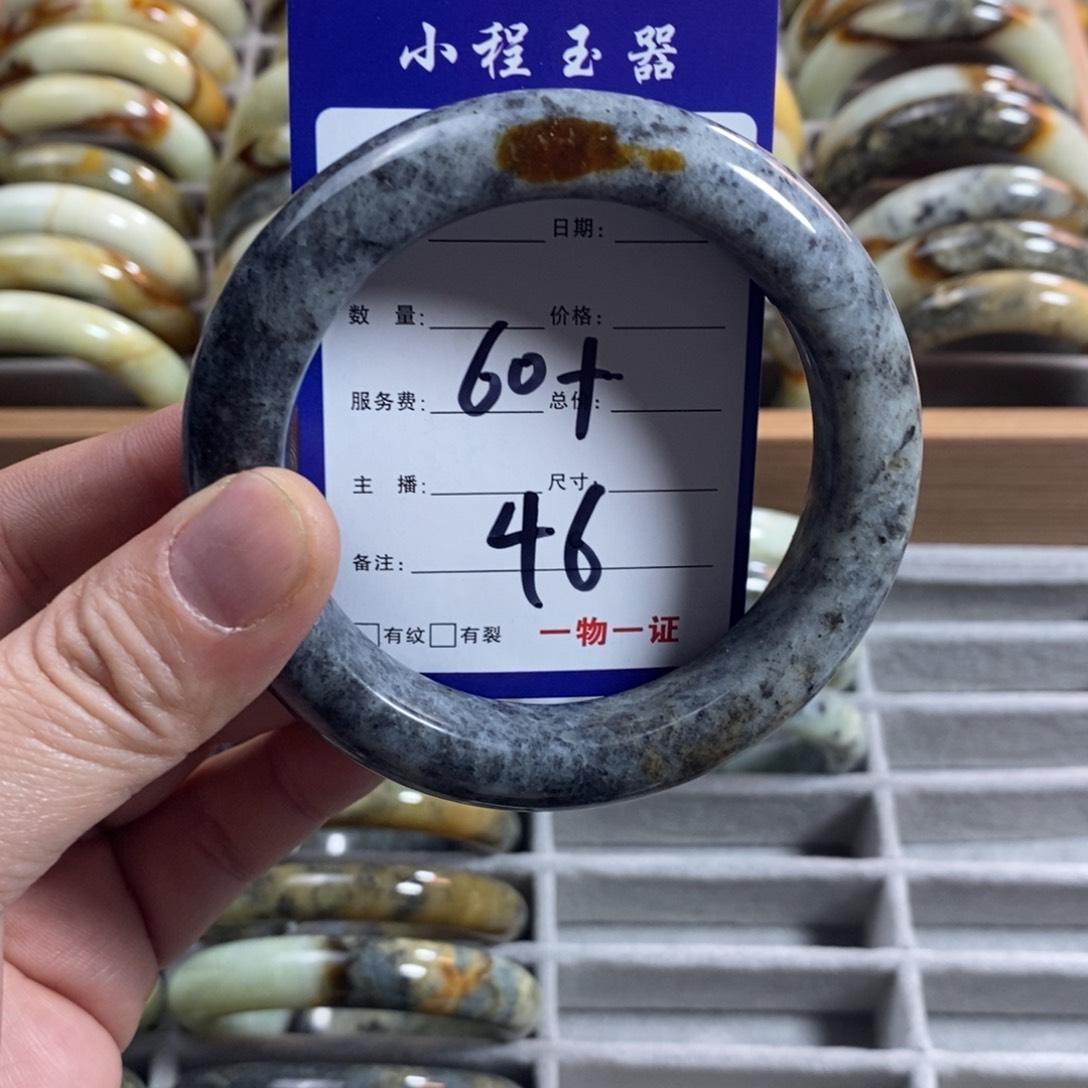 小程玉器
日期:
数 量: 价格:
60+
服务费: 总价:
主 播: 尺寸:
46
备注:
有纹 有裂 一物一证